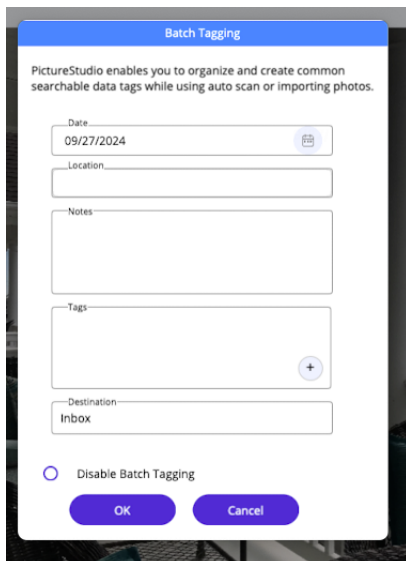 Batch Tagging
PictureStudio enables you to organize and create common
searchable data tags while using auto scan or importing photos.
Date
09/27/2024
Location
Notes
Tags
+
Destination
Inbox
Disable Batch Tagging
OK
Cancel